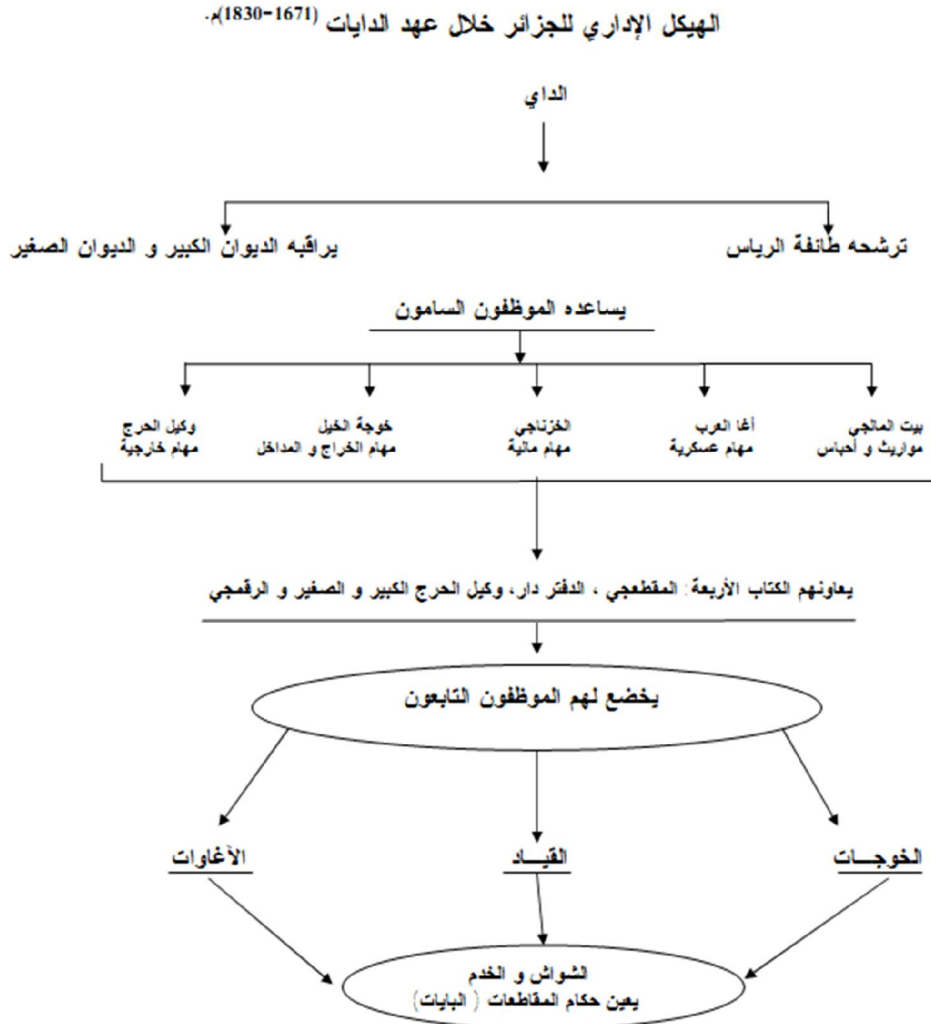 الهيكل الإداري للجزائر خلال عهد الدايات (1671-1830)م.
الداي
ترشحه طائفة الرياس
يراقبه الديوان الكبير و الديوان الصغير
يساعده الموظفون السامون
بيت المالجي
مواريث و أحباس
أغا العرب
مهام عسكرية
الخزناجي
مهام مالية
خوجة الخيل
مهام الخراج و المداخل
وكيل الحرج
مهام خارجية
يعاونهم الكتاب الأربعة: المقطعجي ، الدفتر دار، وكيل الحرج الكبير و الصغير و الرقمجي
يخضع لهم الموظفون التابعون
الخوجـــات
القيـــاد
الآغاوات
الشواش و الخدم
يعين حكام المقاطعات ( البايات)